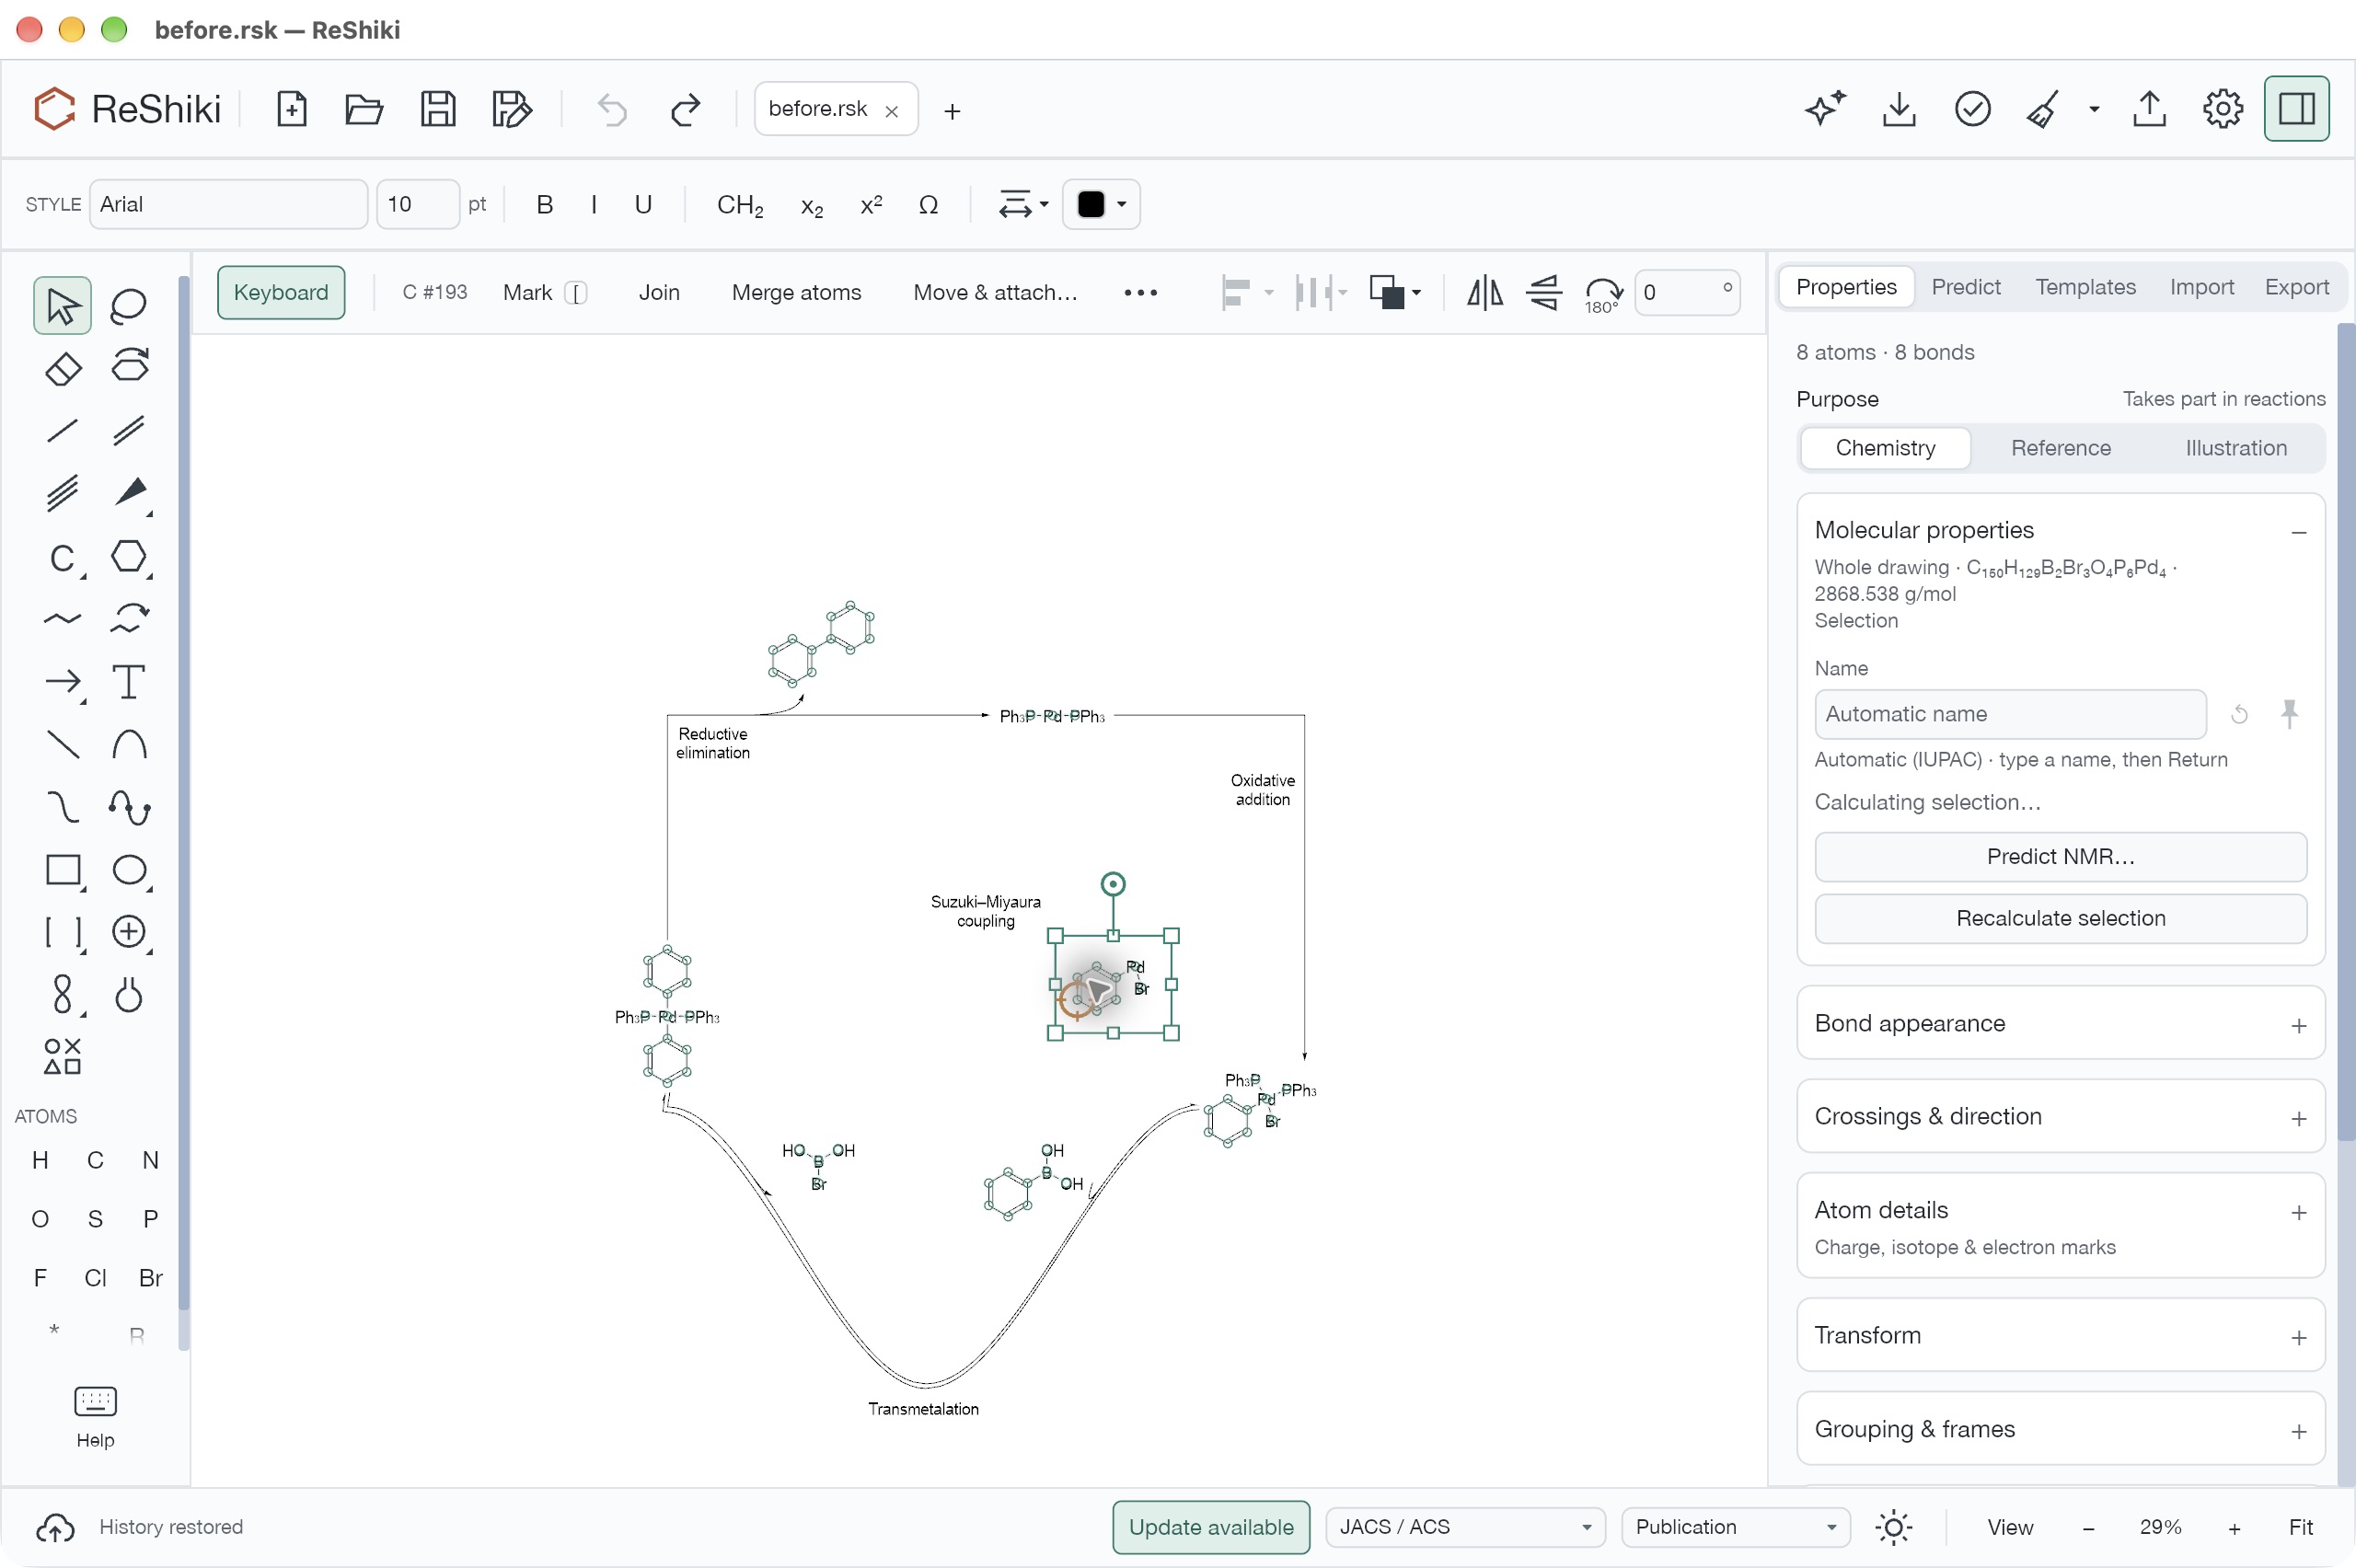 before.rsk — ReShiki
ReShiki
before.rsk
STYLE Arial 10 pt B I U CH₂ x₂ x² Ω
Keyboard C #193 Mark [ Join Merge atoms Move & attach... 180° 0 °
Properties Predict Templates Import Export
8 atoms · 8 bonds
Purpose Takes part in reactions
Chemistry Reference Illustration
Molecular properties
Whole drawing · C₁₅₀H₁₂₉B₂Br₃O₄P₆Pd₄ ·
2868.538 g/mol
Selection
Name
Automatic name
Automatic (IUPAC) · type a name, then Return
Calculating selection...
Predict NMR...
Recalculate selection
Bond appearance
Crossings & direction
Atom details
Charge, isotope & electron marks
Transform
Grouping & frames
C
T
ATOMS
H C N
O S P
F Cl Br
* R
Help
Ph₃P Pd PPh₃
Reductive
elimination
Oxidative
addition
Suzuki–Miyaura
coupling
Pd
Br
Ph₃P Pd PPh₃
Ph₃P
PPh₃
Pd
Br
HO OH
B
Br
OH
B
OH
Transmetalation
History restored
Update available
JACS / ACS
Publication
View – 29% + Fit